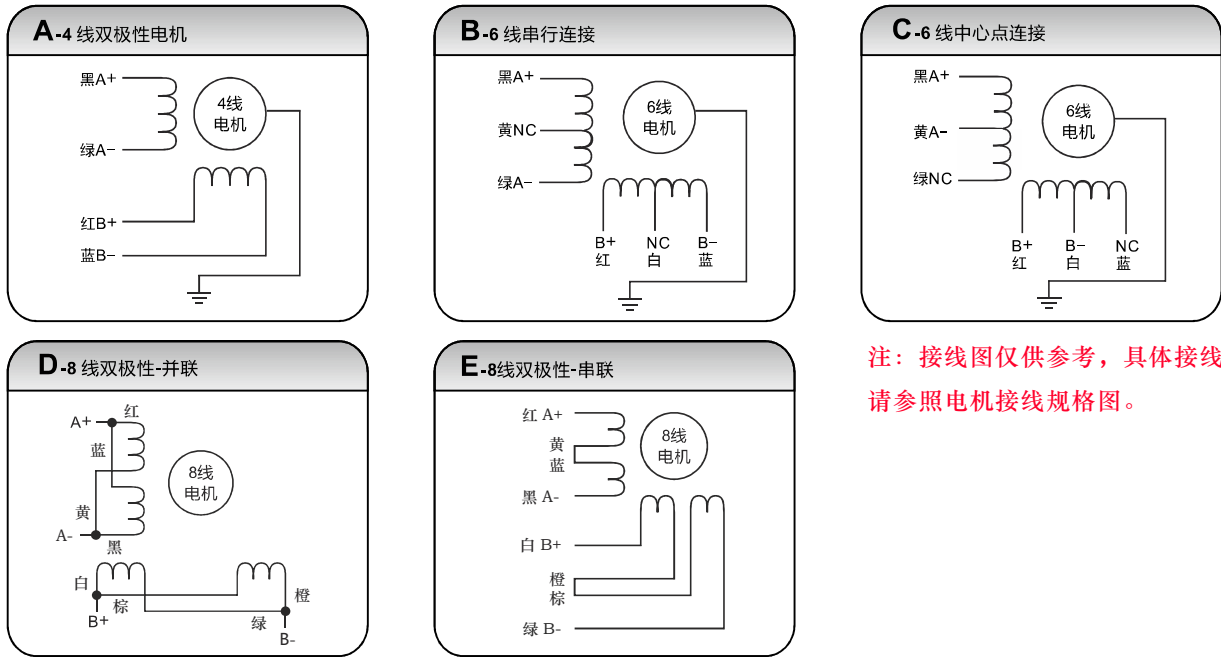 A-4 线双极性电机
黑A+
绿A-
红B+
蓝B-
4线
电机
B-6 线串行连接
黑A+
黄NC
绿A-
6线
电机
B+ NC B-
红 白 蓝
C-6 线中心点连接
黑A+
黄A-
绿NC
6线
电机
B+ B- NC
红 白 蓝
D-8 线双极性-并联
A+
红
蓝
8线
电机
黄
A-
黑
白
棕
橙
绿
B+
B-
E-8线双极性-串联
红 A+
黄
蓝
黑 A-
8线
电机
白 B+
橙
棕
绿 B-
注：接线图仅供参考，具体接线
请参照电机接线规格图。